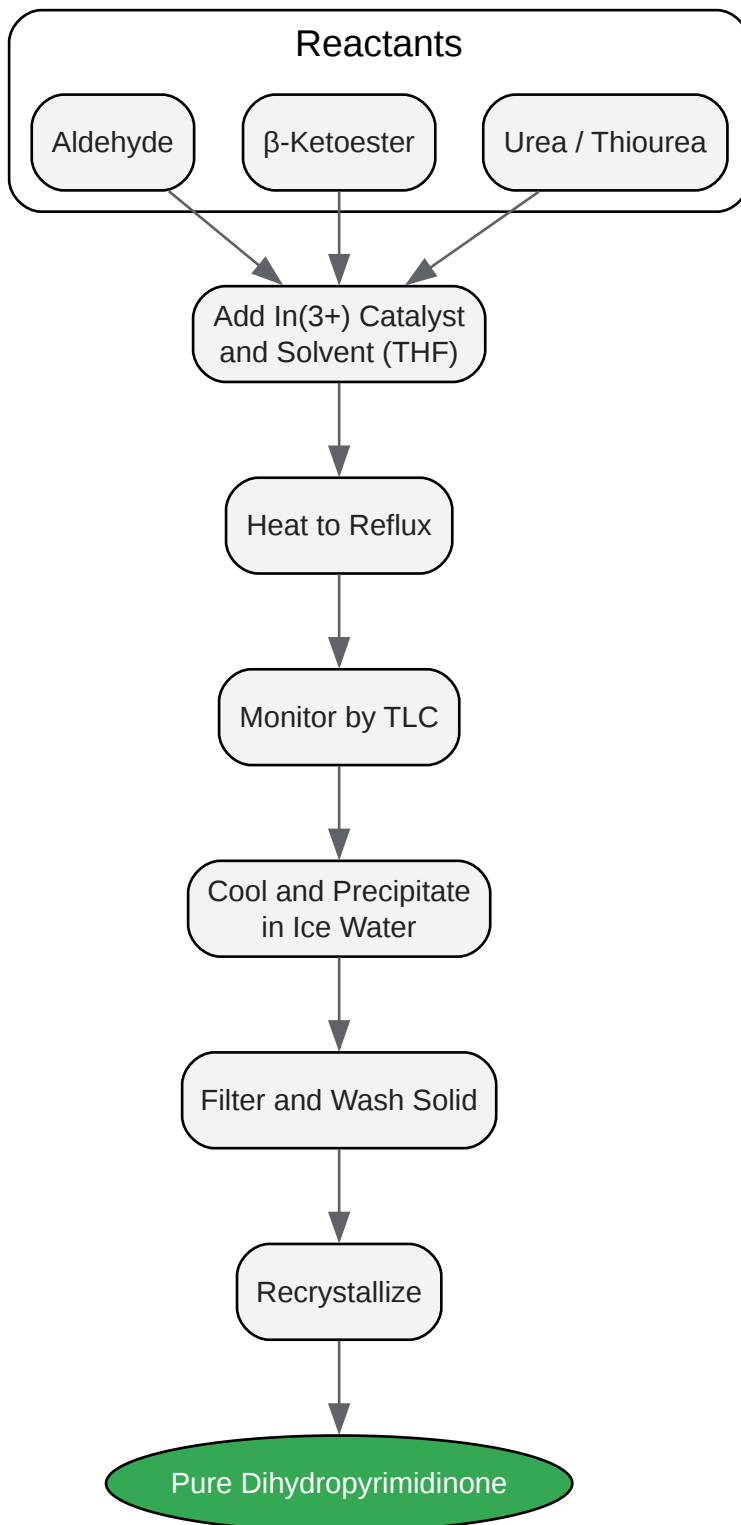 Reactants
Aldehyde
β-Ketoester
Urea / Thiourea
Add In(3+) Catalyst
and Solvent (THF)
Heat to Reflux
Monitor by TLC
Cool and Precipitate
in Ice Water
Filter and Wash Solid
Recrystallize
Pure Dihydropyrimidinone